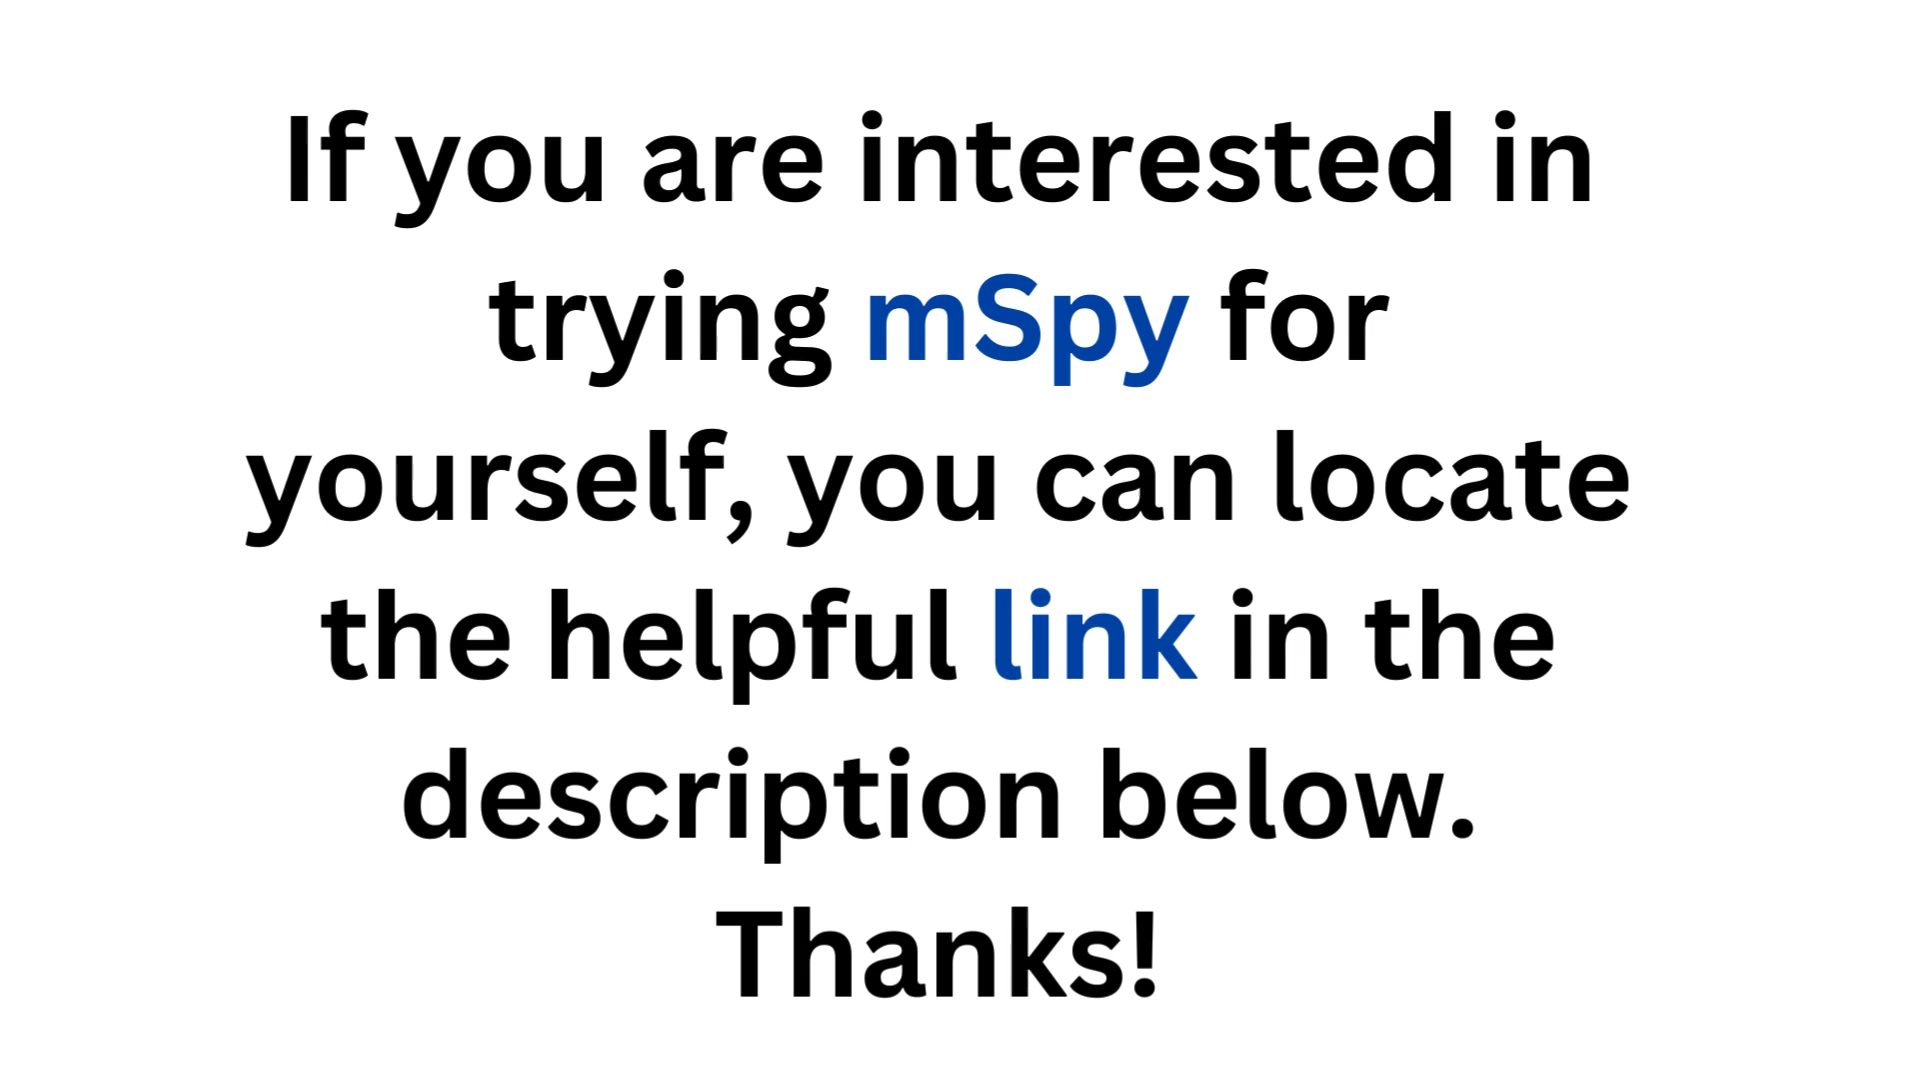 If you are interested in
trying mSpy for
yourself, you can locate
the helpful link in the
description below.
Thanks!